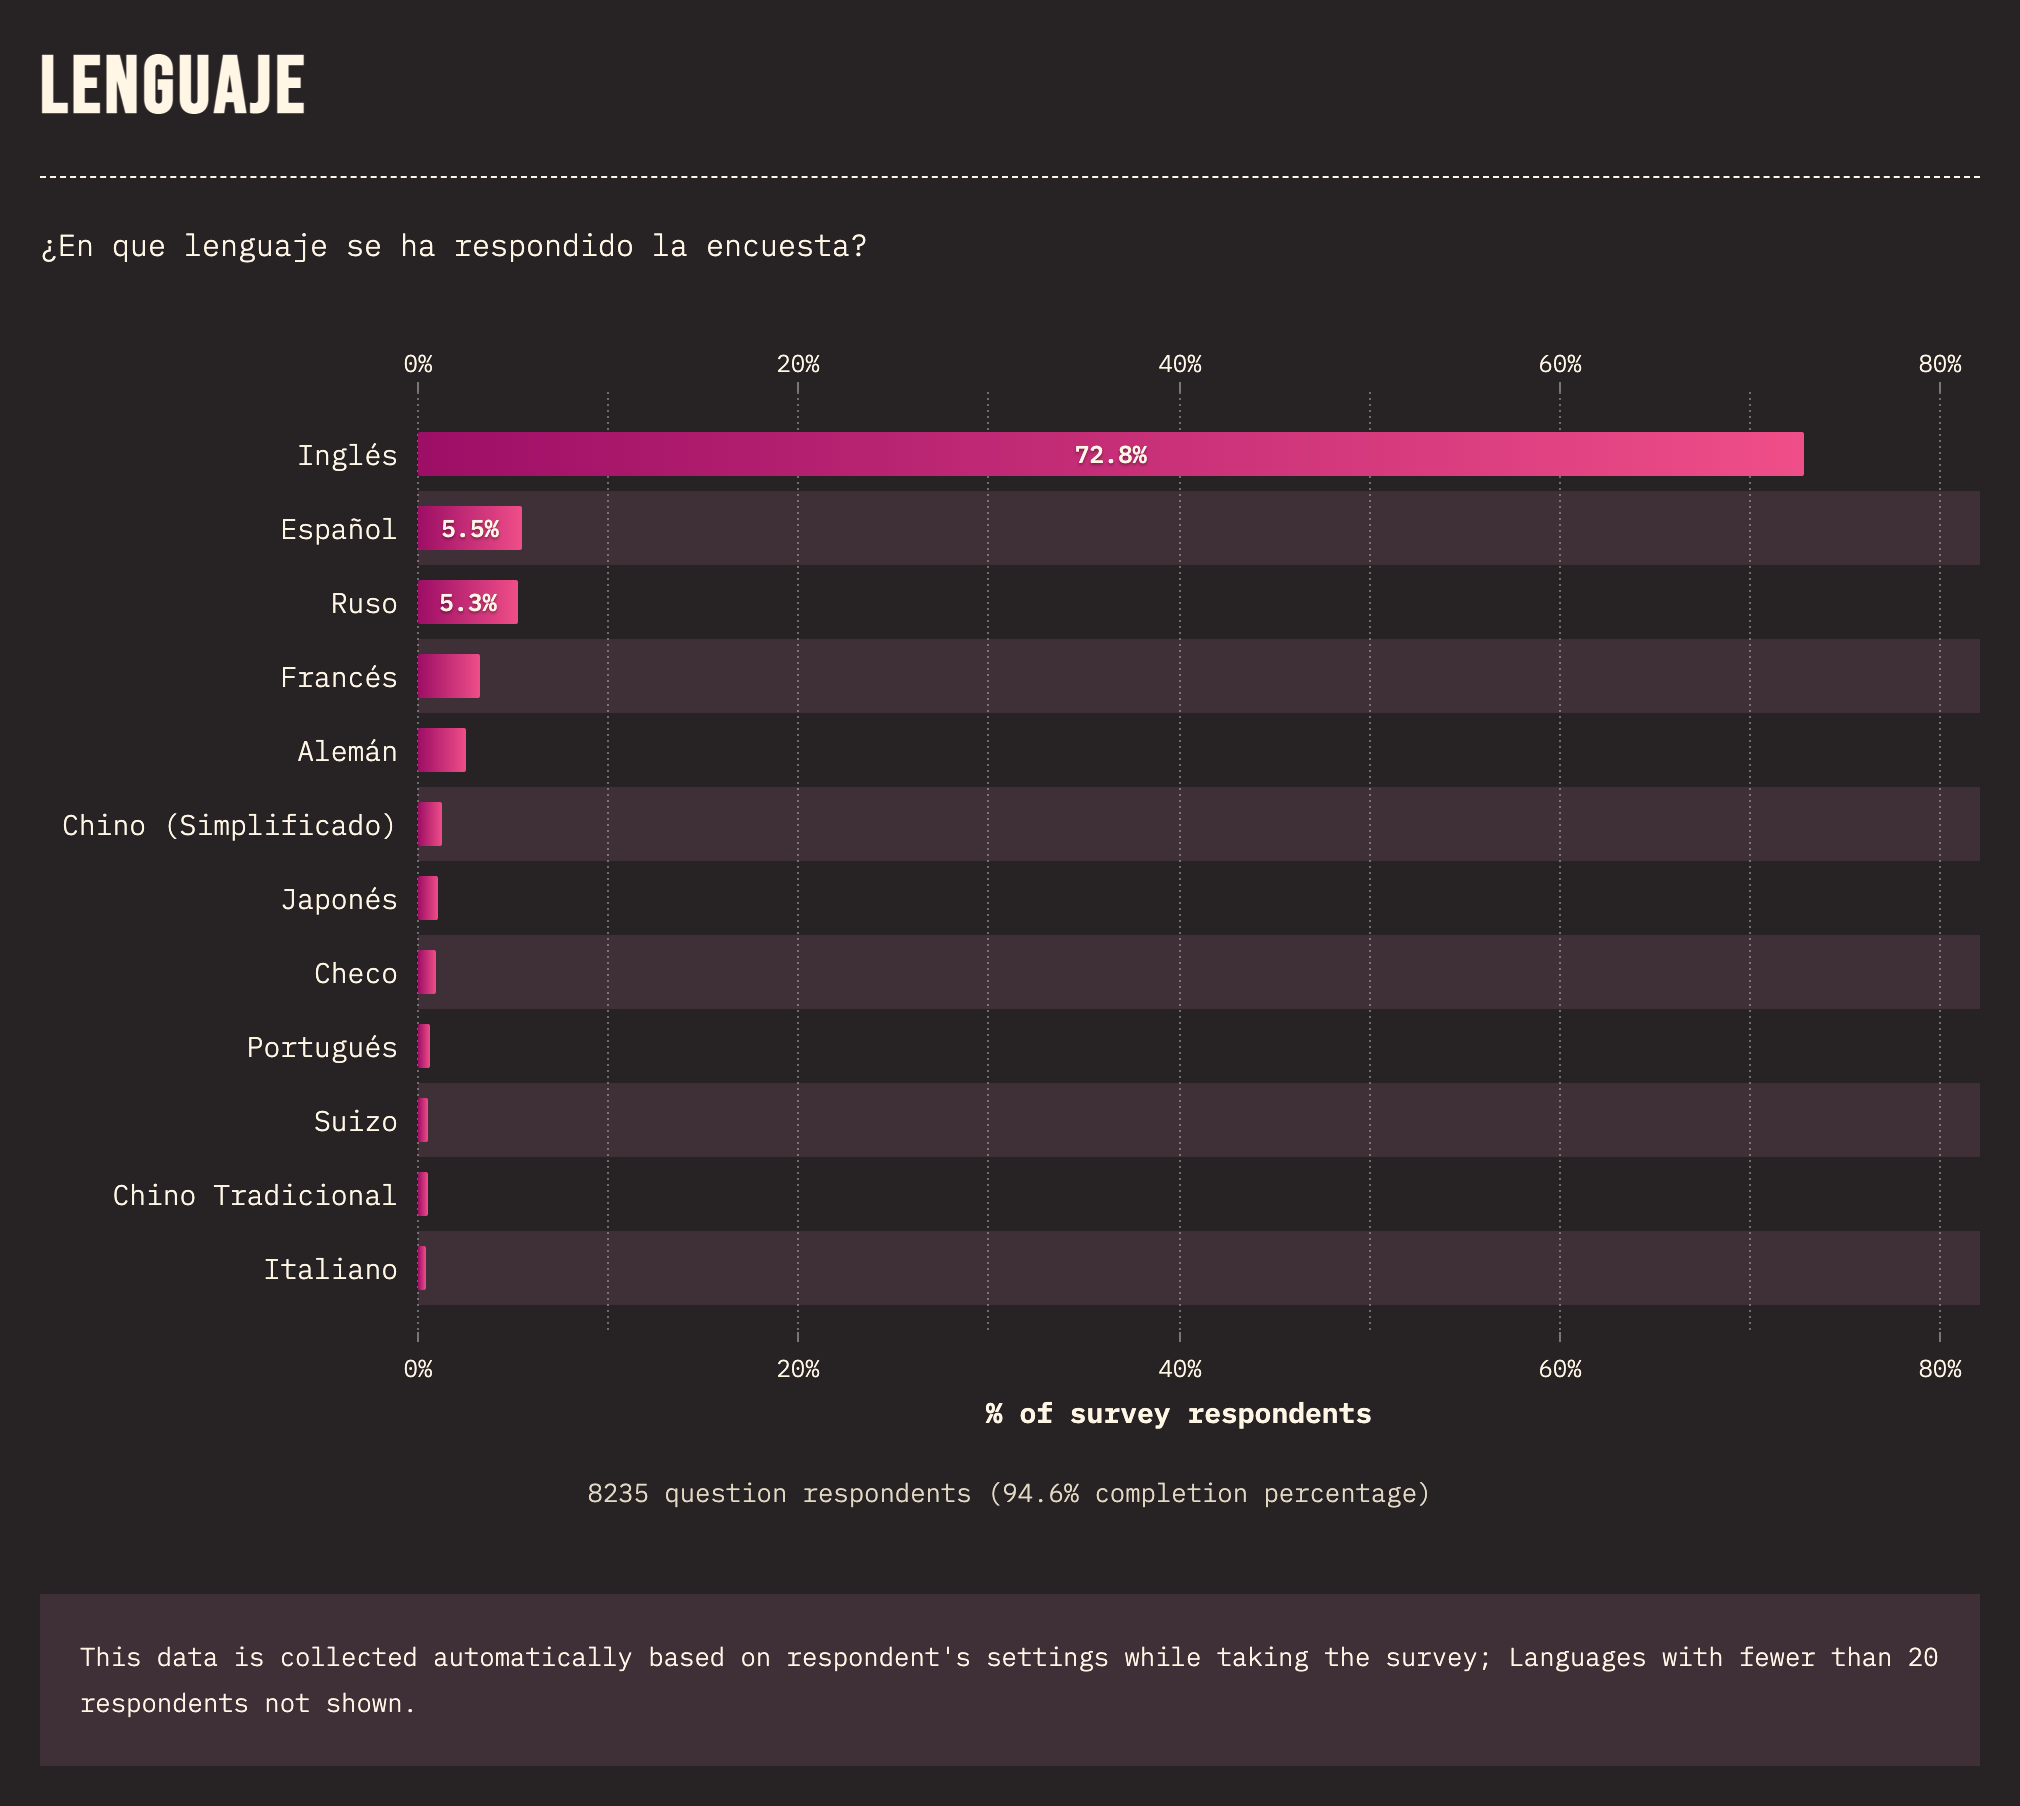 LENGUAJE
¿En que lenguaje se ha respondido la encuesta?
0% 20% 40% 60% 80%
Inglés 72.8%
Español 5.5%
Ruso 5.3%
Francés
Alemán
Chino (Simplificado)
Japonés
Checo
Portugués
Suizo
Chino Tradicional
Italiano
0% 20% 40% 60% 80%
% of survey respondents
8235 question respondents (94.6% completion percentage)
This data is collected automatically based on respondent's settings while taking the survey; Languages with fewer than 20
respondents not shown.